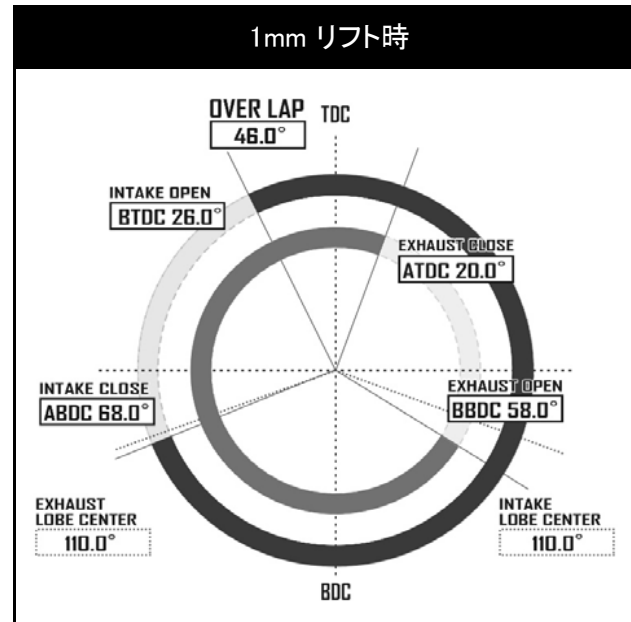 1mm リフト時
OVER LAP
46.0°
TDC
INTAKE OPEN
BTDC 26.0°
EXHAUST CLOSE
ATDC 20.0°
INTAKE CLOSE
ABDC 68.0°
EXHAUST OPEN
BBDC 58.0°
EXHAUST
LOBE CENTER
110.0°
INTAKE
LOBE CENTER
110.0°
BDC